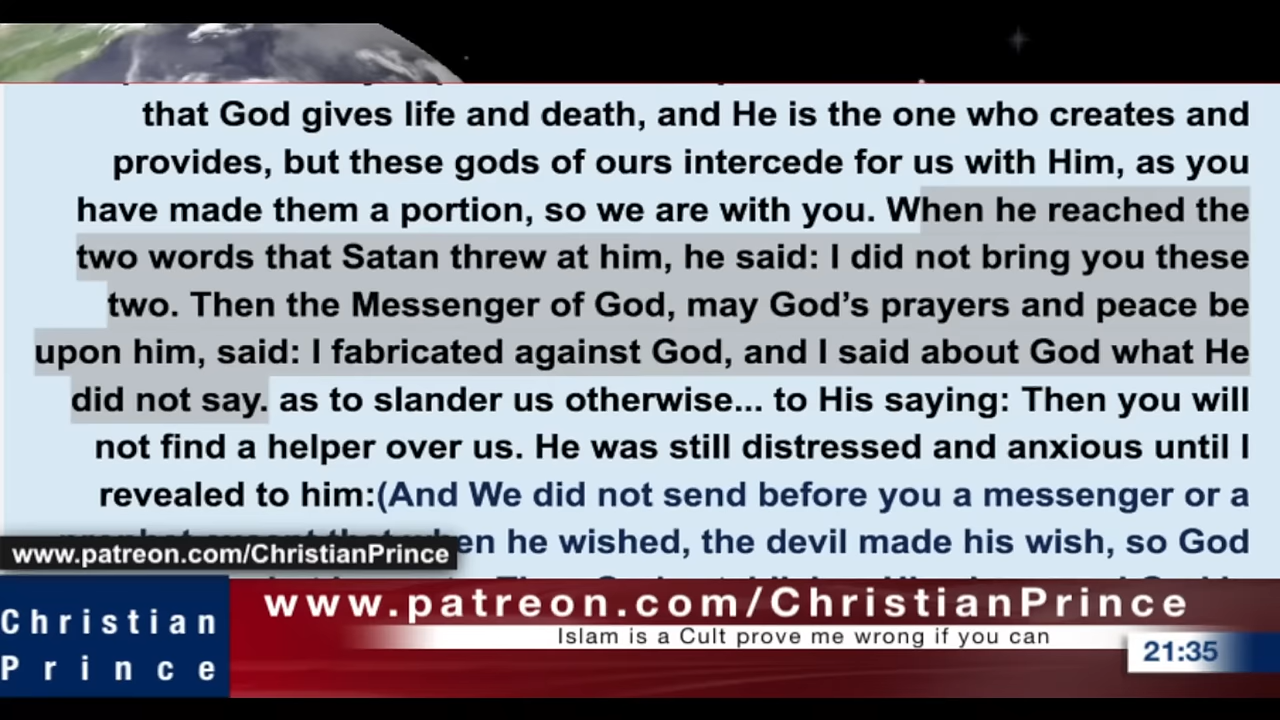 that God gives life and death, and He is the one who creates and
provides, but these gods of ours intercede for us with Him, as you
have made them a portion, so we are with you. When he reached the
two words that Satan threw at him, he said: I did not bring you these
two. Then the Messenger of God, may God's prayers and peace be
upon him, said: I fabricated against God, and I said about God what He
did not say. as to slander us otherwise... to His saying: Then you will
not find a helper over us. He was still distressed and anxious until I
revealed to him:(And We did not send before you a messenger or a
he wished, the devil made his wish, so God
www.patreon.com/ChristianPrince
www.patreon.com/ChristianPrince
Islam is a Cult prove me wrong if you can
Christian
Prince
21:35